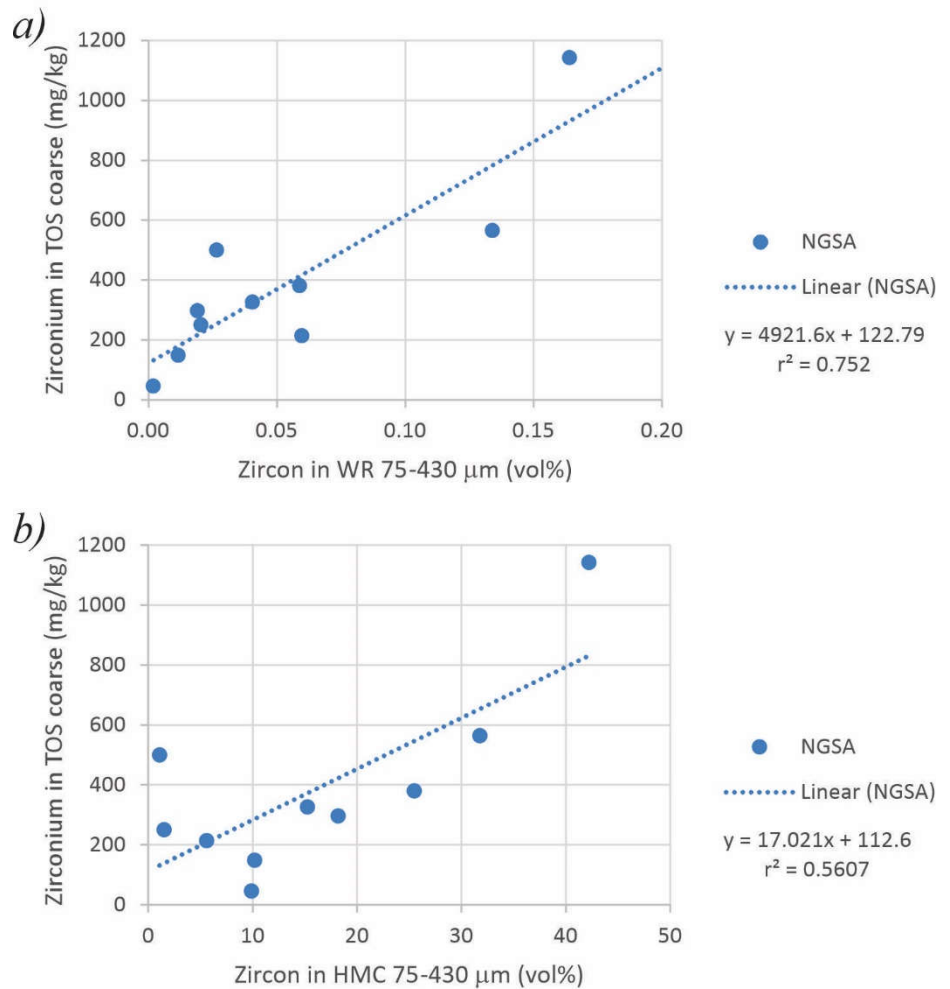 a)
1200
1000
800
600
400
200
0
Zirconium in TOS coarse (mg/kg)
0.00 0.05 0.10 0.15 0.20
Zircon in WR 75-430 μm (vol%)
NGSA
Linear (NGSA)
y = 4921.6x + 122.79
r² = 0.752
b)
1200
1000
800
600
400
200
0
Zirconium in TOS coarse (mg/kg)
0 10 20 30 40 50
Zircon in HMC 75-430 μm (vol%)
NGSA
Linear (NGSA)
y = 17.021x + 112.6
r² = 0.5607